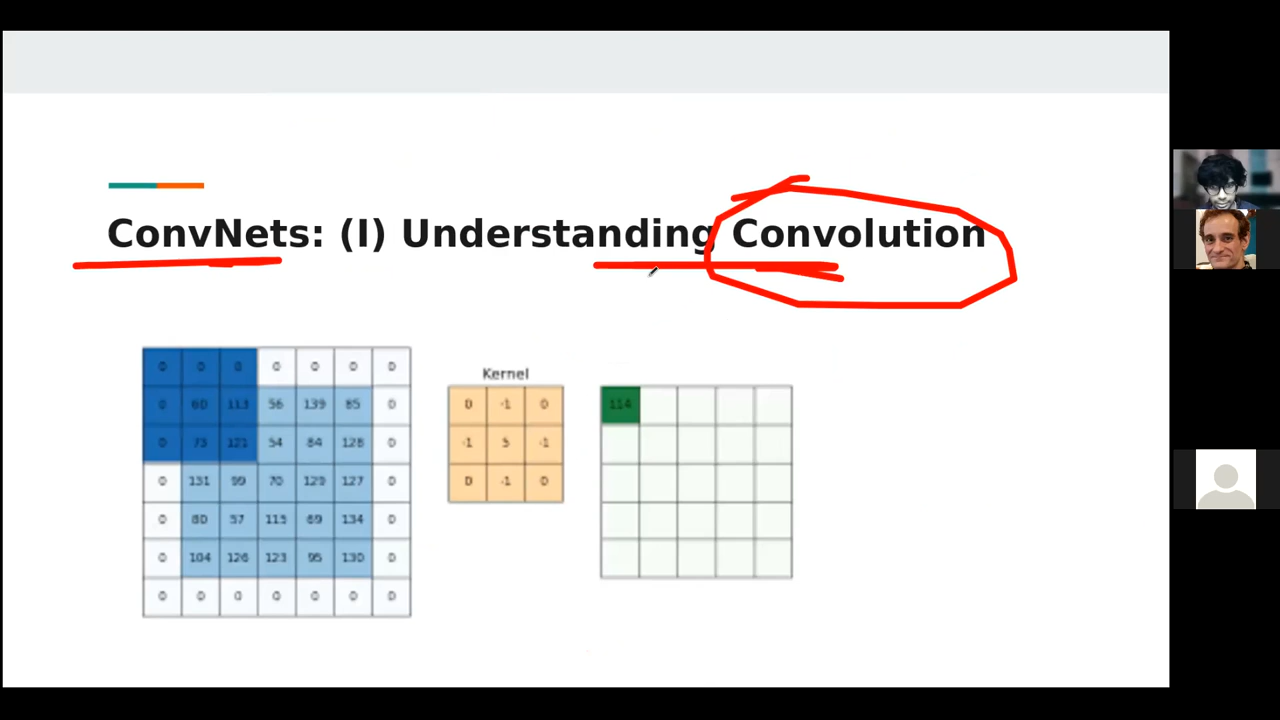 ConvNets: (I) Understanding Convolution
0 0 0 0 0 0 0
Kernel
0 60 113 56 139 85 0
0 -1 0
114
0 73 121 54 84 128 0
-1 5 -1
0 131 99 70 129 127 0
0 -1 0
0 80 57 115 69 134 0
0 104 126 123 95 130 0
0 0 0 0 0 0 0